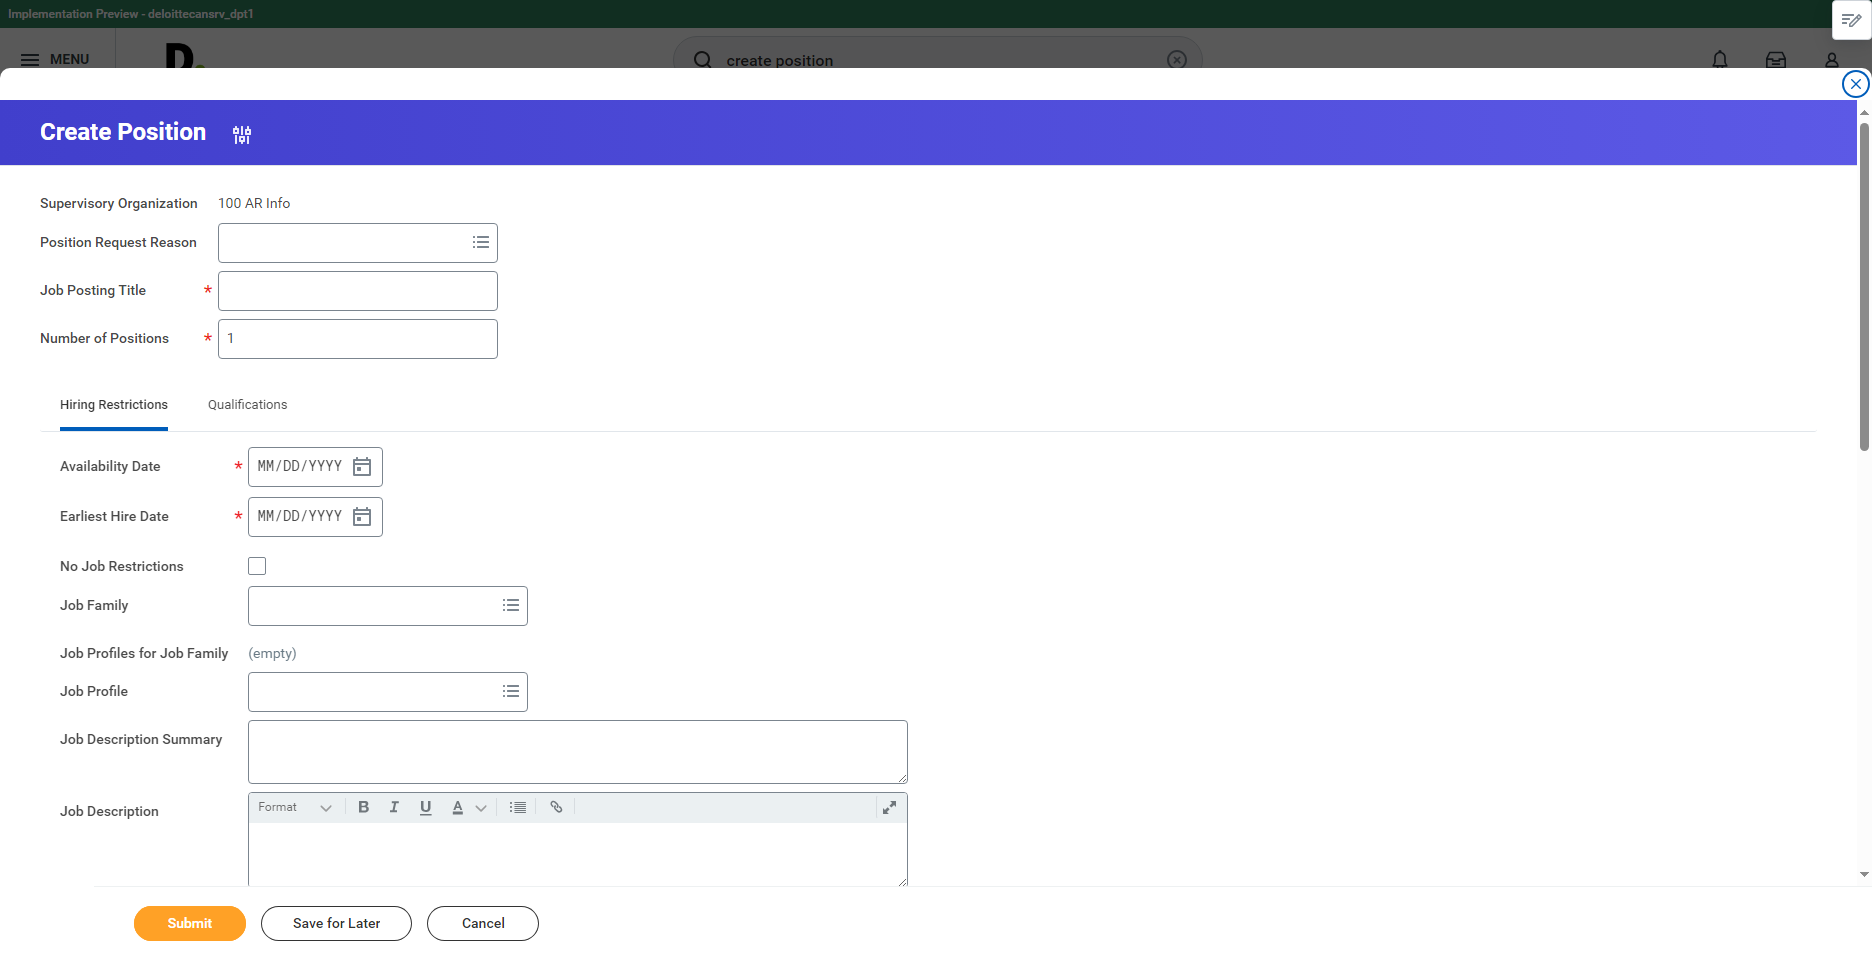 Implementation Preview - deloittecansrv_dpt1
MENU
D.
create position
Create Position
Supervisory Organization 100 AR Info
Position Request Reason
Job Posting Title *
Number of Positions * 1
Hiring Restrictions Qualifications
Availability Date * MM/DD/YYYY
Earliest Hire Date * MM/DD/YYYY
No Job Restrictions
Job Family
Job Profiles for Job Family (empty)
Job Profile
Job Description Summary
Job Description Format B I U A
Submit Save for Later Cancel